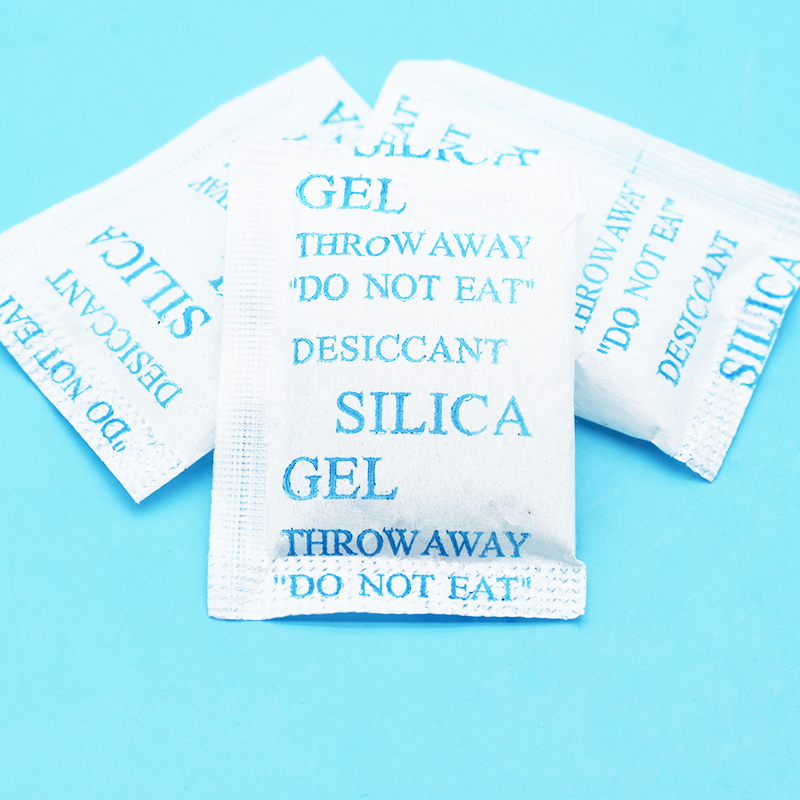 SILICA
GEL
THROWAWAY
"DO NOT EAT"
DESICCANT
SILICA
GEL
THROWAWAY
"DO NOT EAT"
SILICA
DESICCANT
"DO NOT EAT
THROWAWAY
"DO NOT EAT"
DESICCANT
SILICA